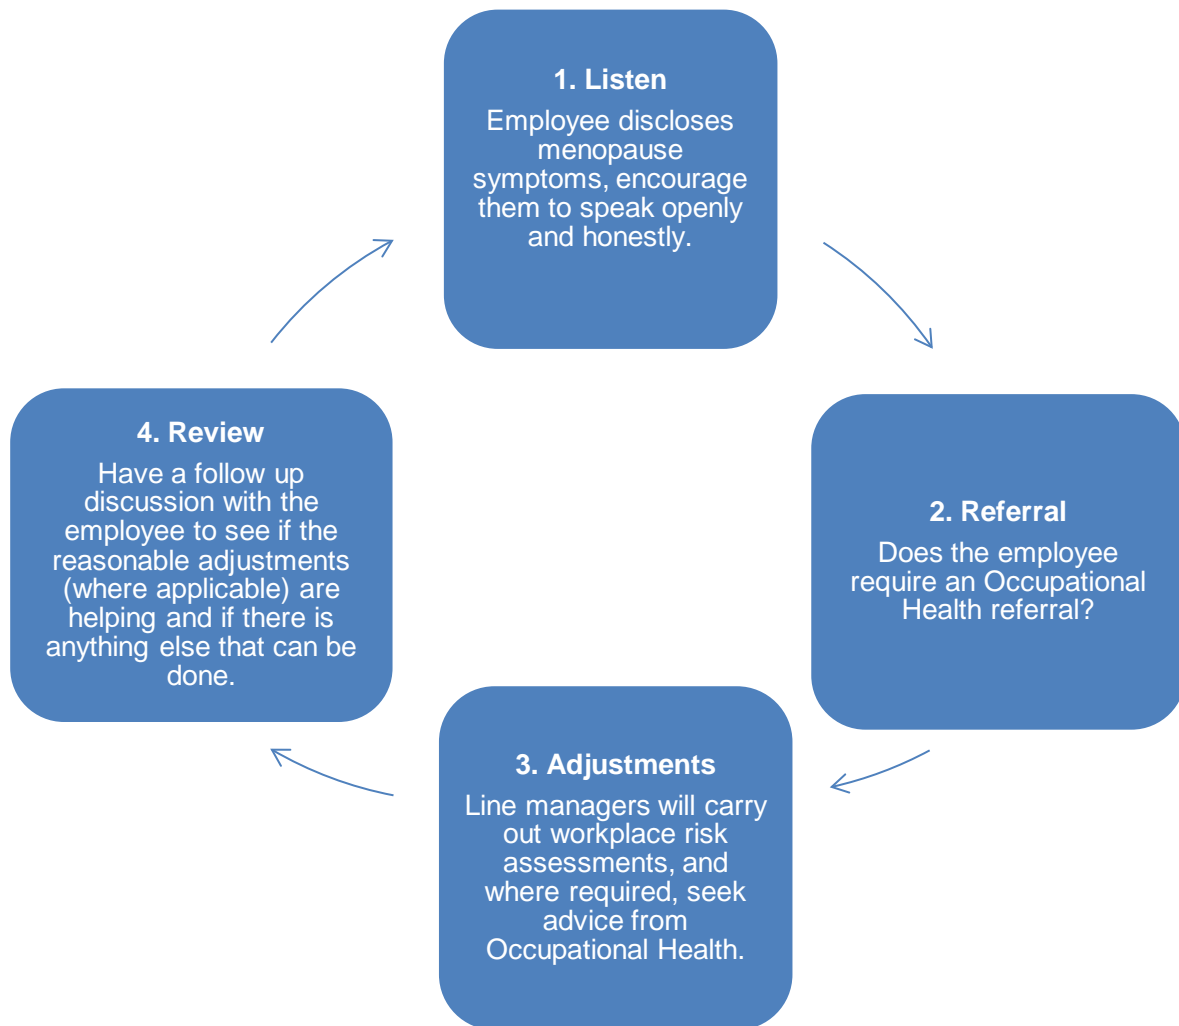 1. Listen
Employee discloses
menopause
symptoms, encourage
them to speak openly
and honestly.
2. Referral
Does the employee
require an Occupational
Health referral?
3. Adjustments
Line managers will carry
out workplace risk
assessments, and
where required, seek
advice from
Occupational Health.
4. Review
Have a follow up
discussion with the
employee to see if the
reasonable adjustments
(where applicable) are
helping and if there is
anything else that can be
done.